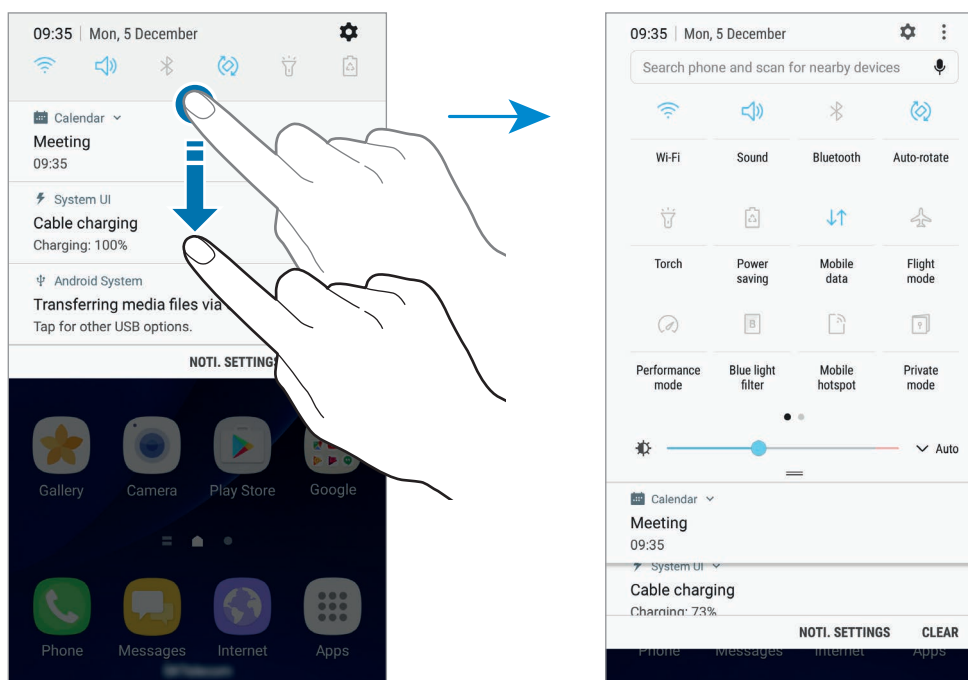 09:35 | Mon, 5 December
Calendar
Meeting
09:35
System UI
Cable charging
Charging: 100%
Android System
Transferring media files via
Tap for other USB options.
NOTI. SETTINGS
Gallery Camera Play Store Google
Phone Messages Internet Apps
09:35 | Mon, 5 December
Search phone and scan for nearby devices
Wi-Fi Sound Bluetooth Auto-rotate
Torch Power saving Mobile data Flight mode
Performance mode Blue light filter Mobile hotspot Private mode
Auto
Calendar
Meeting
09:35
System UI
Cable charging
Charging: 73%
NOTI. SETTINGS CLEAR
Phone Messages Internet Apps